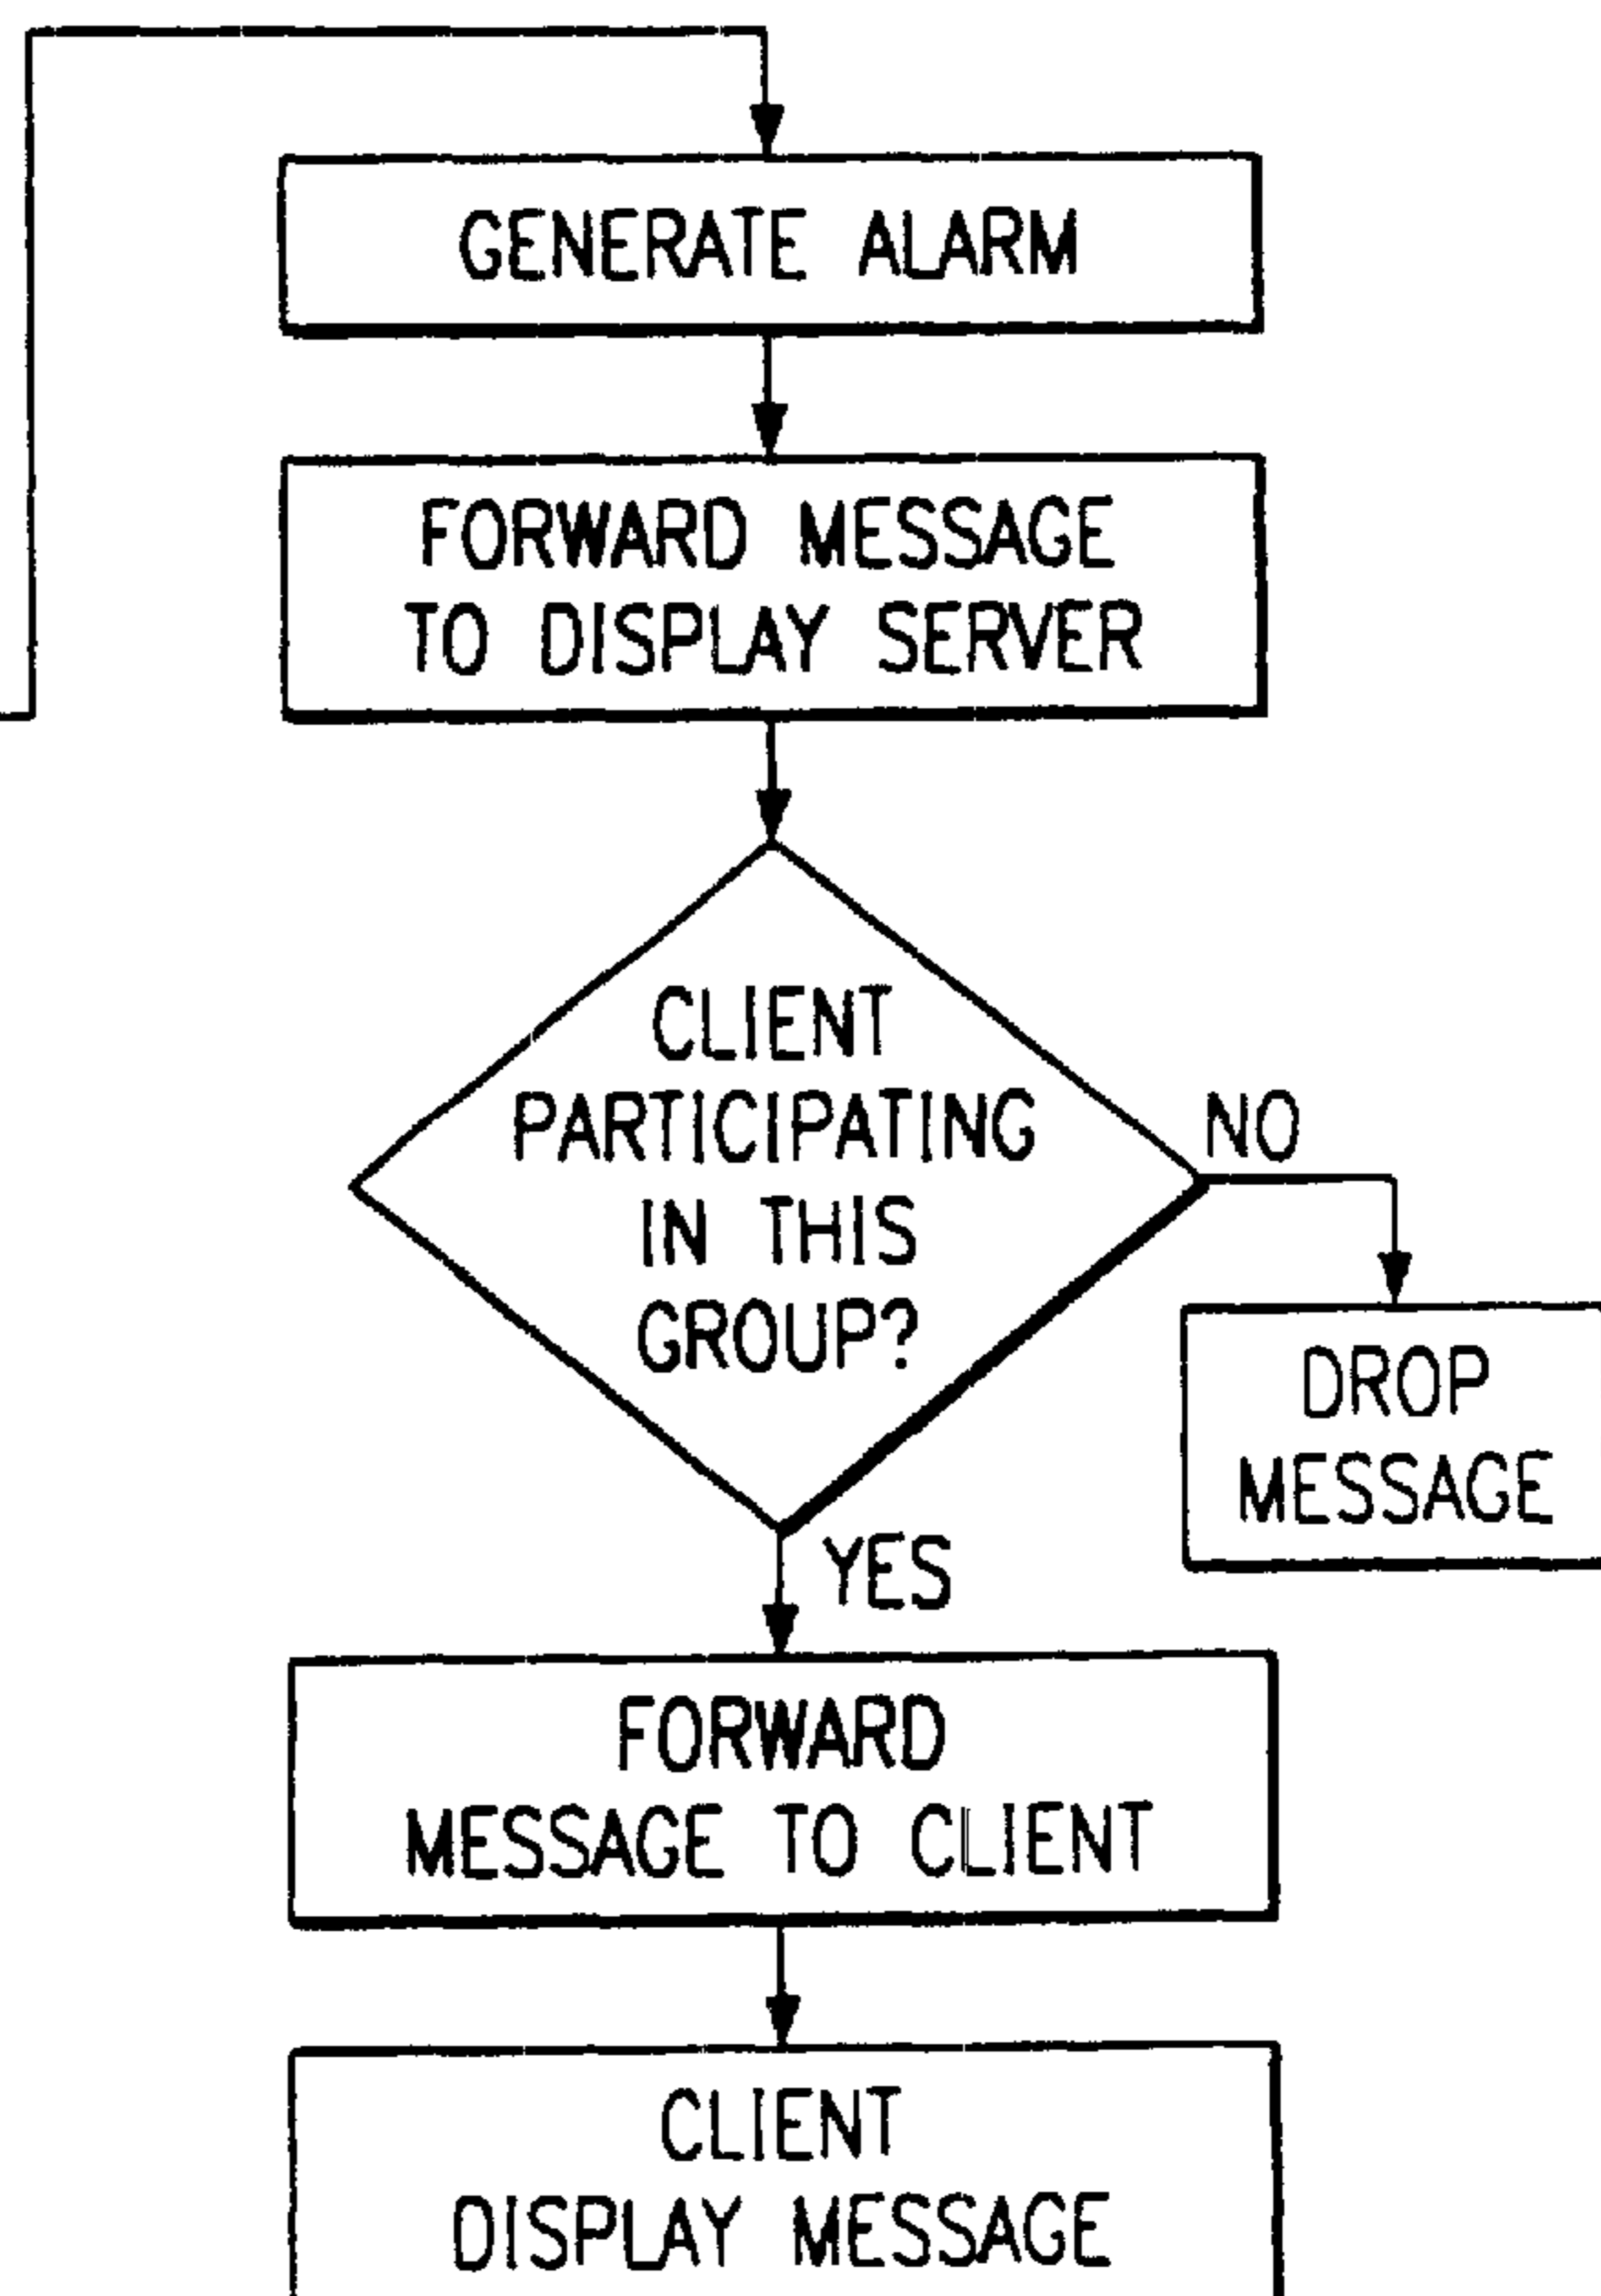 GENERATE ALARM
FORWARD MESSAGE
TO DISPLAY SERVER
CLIENT
PARTICIPATING
IN THIS
GROUP?
NO
DROP
MESSAGE
YES
FORWARD
MESSAGE TO CLIENT
CLIENT
DISPLAY MESSAGE